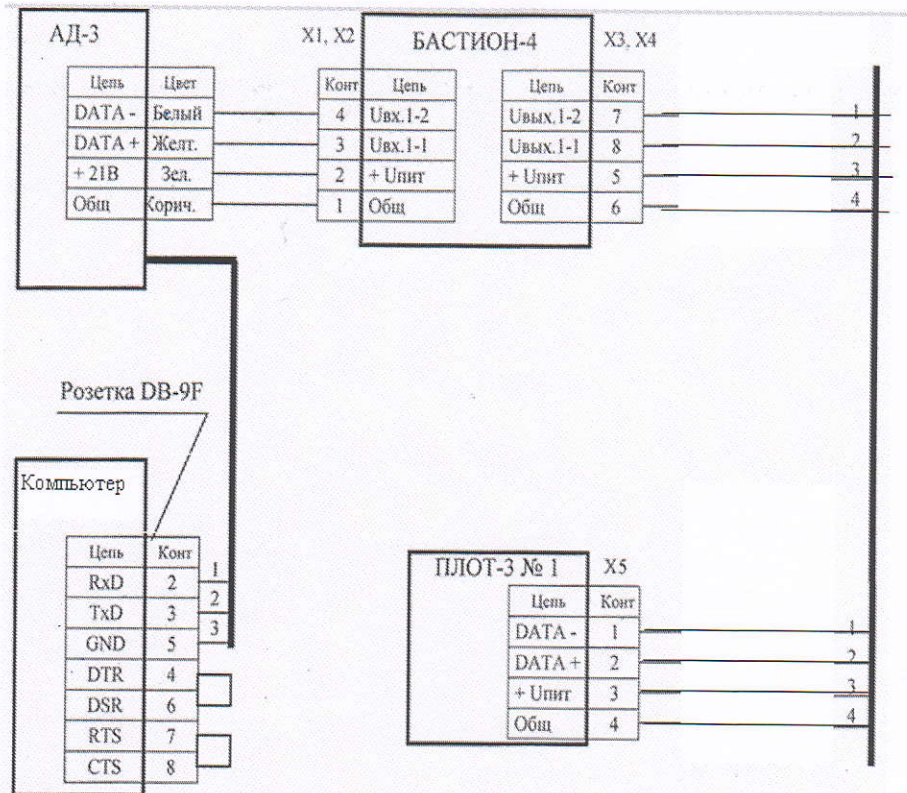 АД-3
Цепь Цвет
DATA - Белый
DATA + Желт.
+ 21В Зел.
Общ Корич.
X1, X2
БАСТИОН-4
X3, X4
Конт Цепь
4 Uвх.1-2
3 Uвх.1-1
2 + Uпит
1 Общ
Цепь Конт
Uвых.1-2 7
Uвых.1-1 8
+ Uпит 5
Общ 6
1
2
3
4
Розетка DB-9F
Компьютер
Цепь Конт
RxD 2 1
TxD 3 2
GND 5 3
DTR 4
DSR 6
RTS 7
CTS 8
ПЛОТ-3 № 1 X5
Цепь Конт
DATA - 1
DATA + 2
+ Uпит 3
Общ 4
1
2
3
4